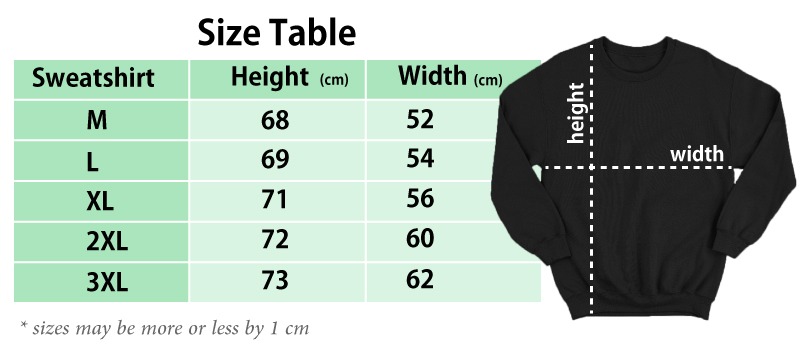 Size Table
Sweatshirt Height (cm) Width (cm)
M 68 52
L 69 54
XL 71 56
2XL 72 60
3XL 73 62
* sizes may be more or less by 1 cm
height
width